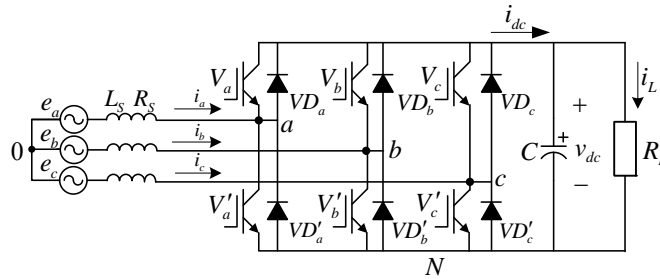 i_dc
V_a VD_a V_b VD_b V_c VD_c
i_L
e_a L_S R_S i_a a
e_b i_b b
0
e_c i_c c
C + v_dc + −
V'_a VD'_a V'_b VD'_b V'_c VD'_c
N